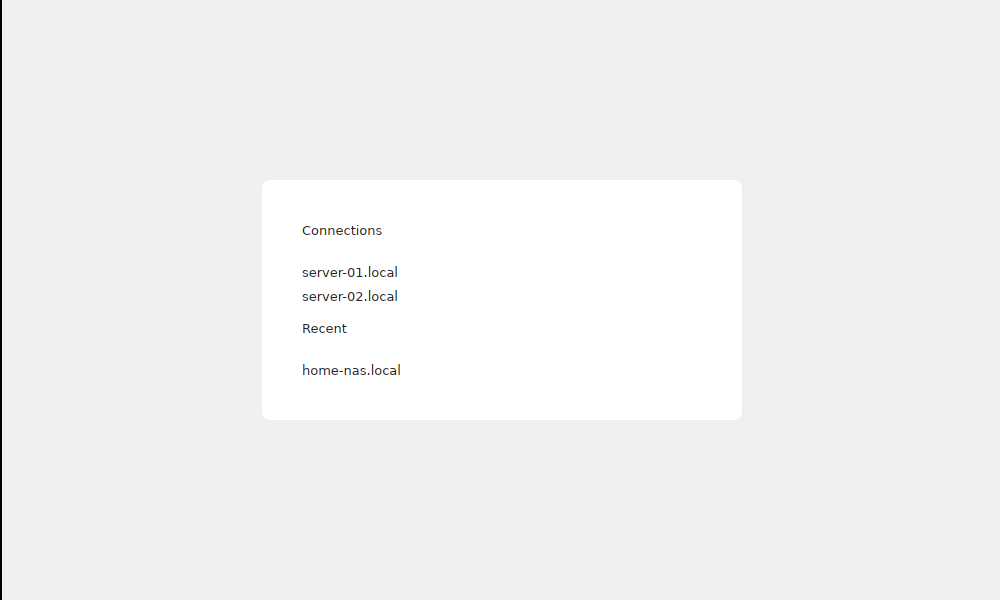 Connections
server-01.local
server-02.local
Recent
home-nas.local